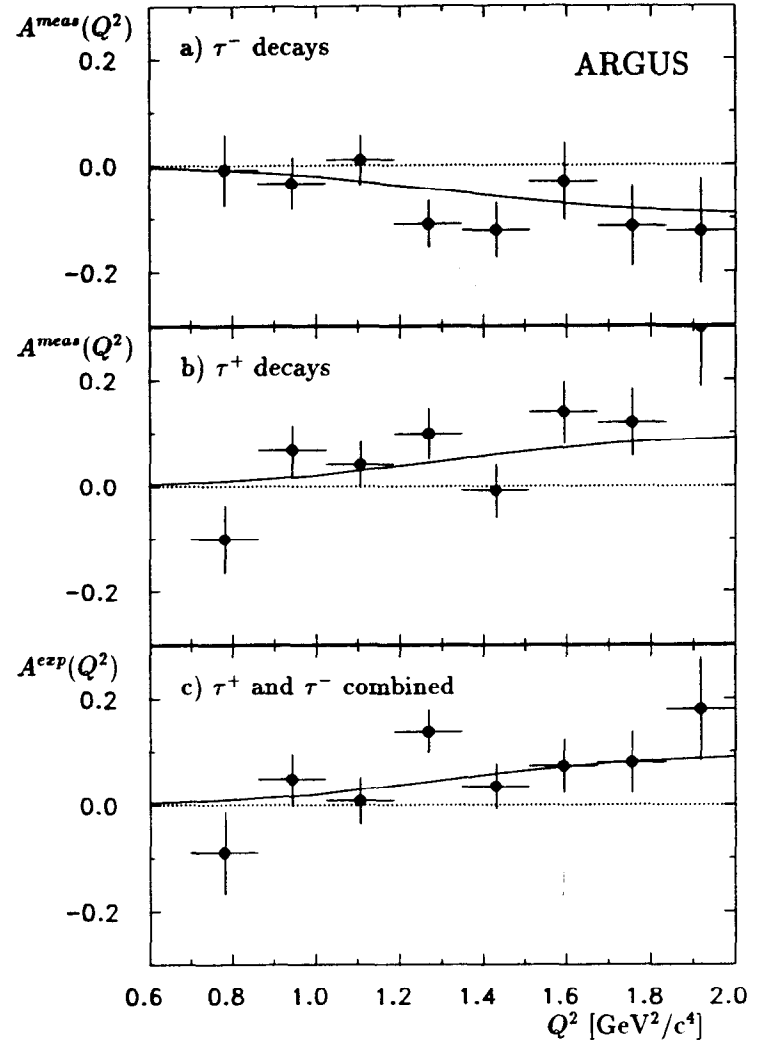 A^{meas}(Q^2)
a) τ^- decays
ARGUS
0.2
0.0
−0.2
A^{meas}(Q^2)
b) τ^+ decays
0.2
0.0
−0.2
A^{exp}(Q^2)
c) τ^+ and τ^- combined
0.2
0.0
−0.2
0.6 0.8 1.0 1.2 1.4 1.6 1.8 2.0
Q^2 [GeV^2/c^4]